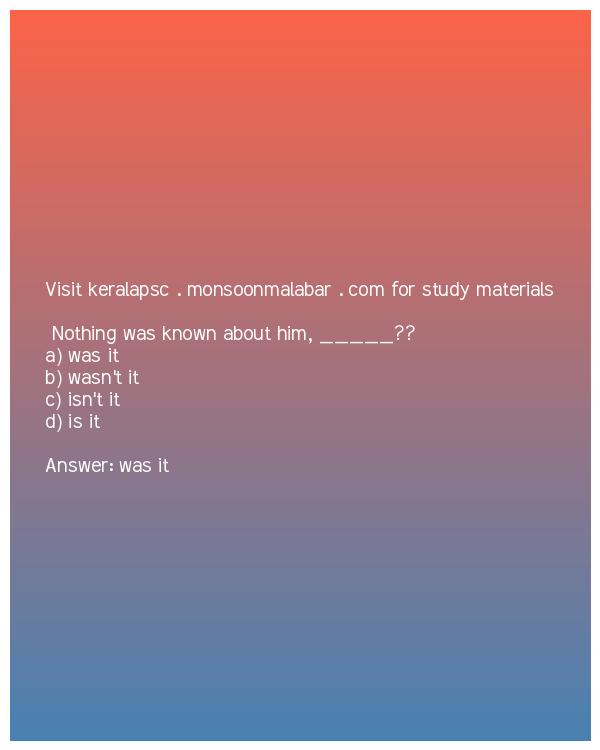 Visit keralapsc . monsoonmalabar . com for study materials
Nothing was known about him, _____??
a) was it
b) wasn't it
c) isn't it
d) is it
Answer: was it